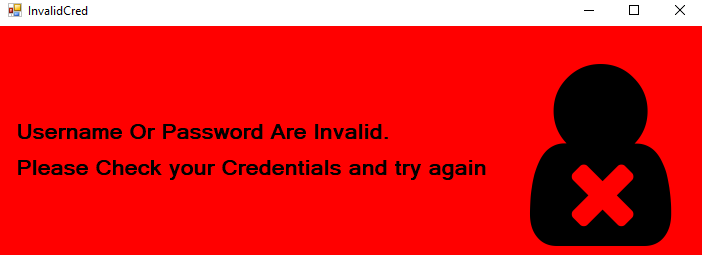 InvalidCred
Username Or Password Are Invalid.
Please Check your Credentials and try again